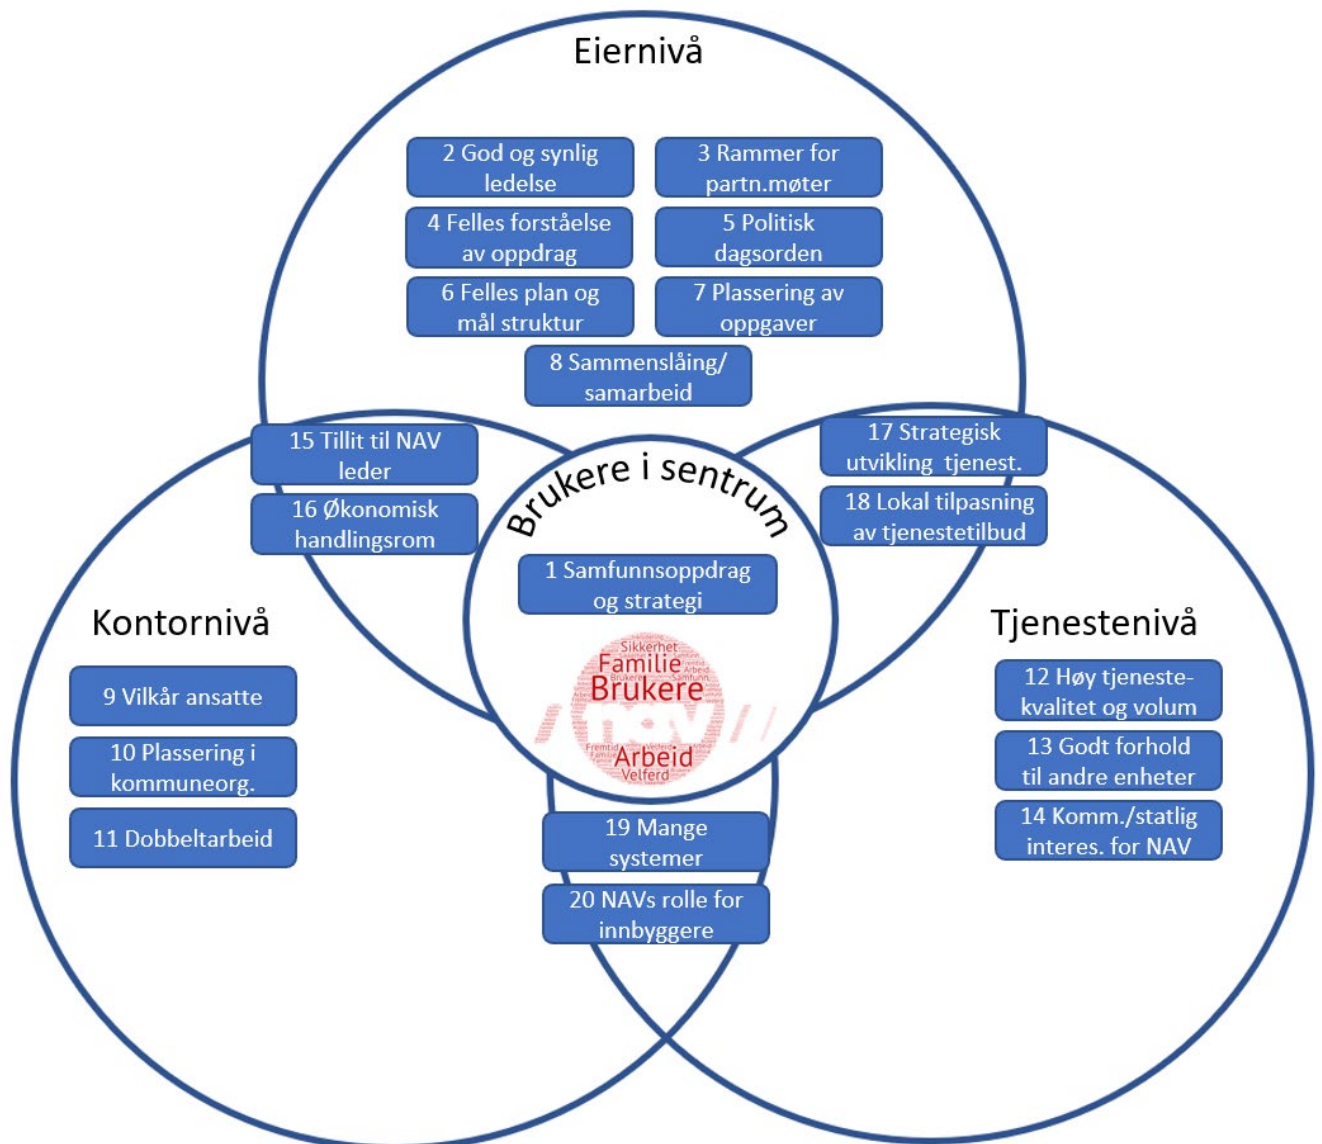 Eiernivå
2 God og synlig
ledelse
3 Rammer for
partn.møter
4 Felles forståelse
av oppdrag
5 Politisk
dagsorden
6 Felles plan og
mål struktur
7 Plassering av
oppgaver
8 Sammenslåing/
samarbeid
15 Tillit til NAV
leder
16 Økonomisk
handlingsrom
17 Strategisk
utvikling  tjenest.
18 Lokal tilpasning
av tjenestetilbud
Brukere i sentrum
1 Samfunnsoppdrag
og strategi
Sikkerhet
Familie
Brukere
nav
Arbeid
Velferd
Kontornivå
9 Vilkår ansatte
10 Plassering i
kommuneorg.
11 Dobbeltarbeid
Tjenestenivå
12 Høy tjeneste-
kvalitet og volum
13 Godt forhold
til andre enheter
14 Komm./statlig
interes. for NAV
19 Mange
systemer
20 NAVs rolle for
innbyggere